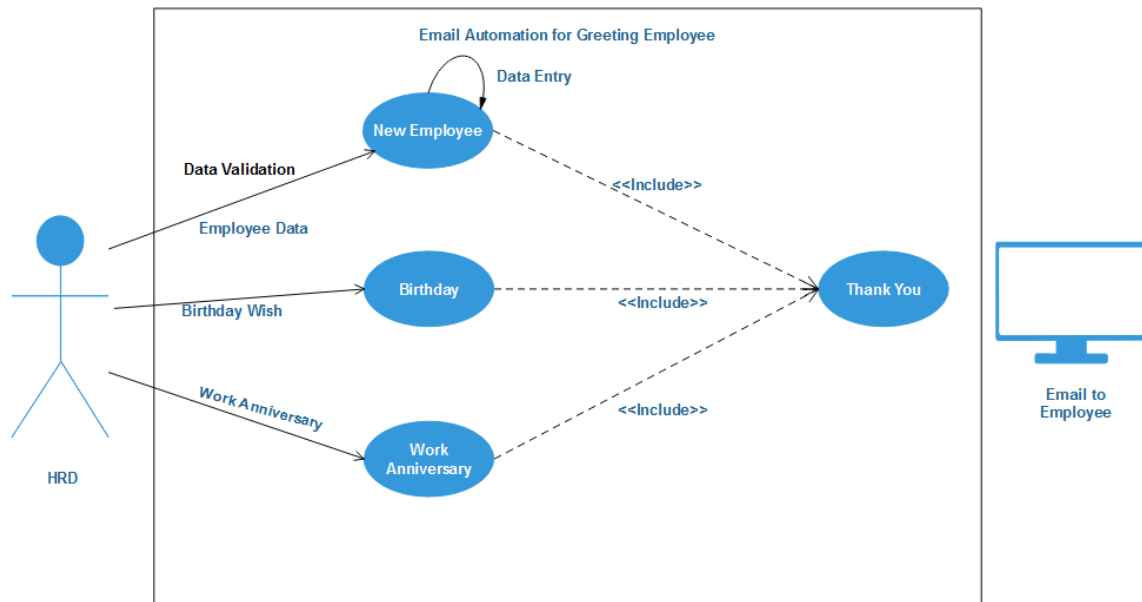 Email Automation for Greeting Employee
Data Entry
New Employee
Data Validation
<<Include>>
Employee Data
Birthday
Thank You
Birthday Wish
<<Include>>
Work Anniversary
<<Include>>
Email to
Employee
Work
Anniversary
HRD